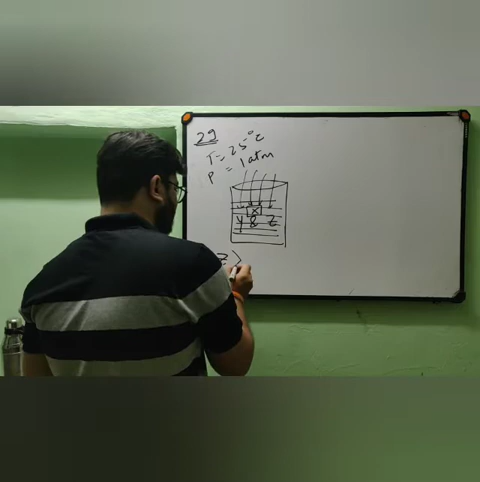 29
T = 25°C
P = 1 atm
X
Y & Z
Z >